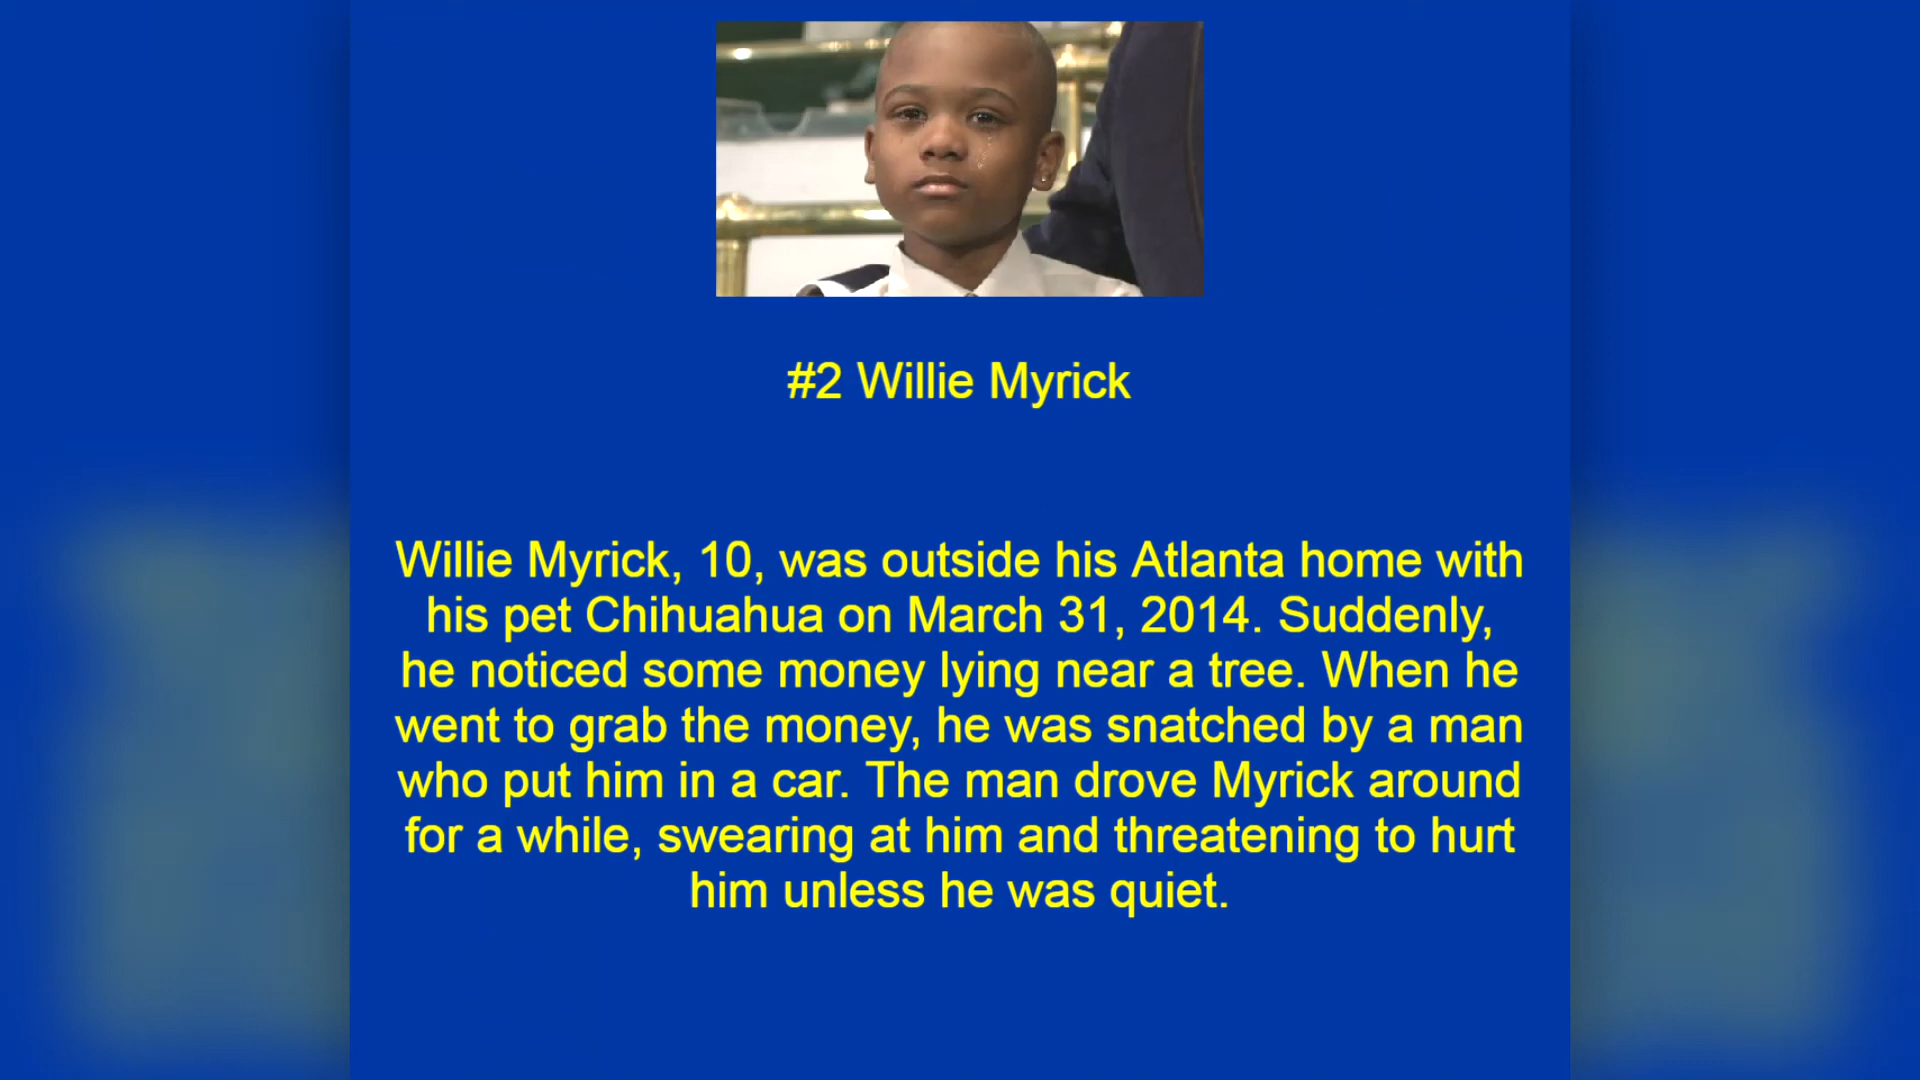 #2 Willie Myrick
Willie Myrick, 10, was outside his Atlanta home with
his pet Chihuahua on March 31, 2014. Suddenly,
he noticed some money lying near a tree. When he
went to grab the money, he was snatched by a man
who put him in a car. The man drove Myrick around
for a while, swearing at him and threatening to hurt
him unless he was quiet.